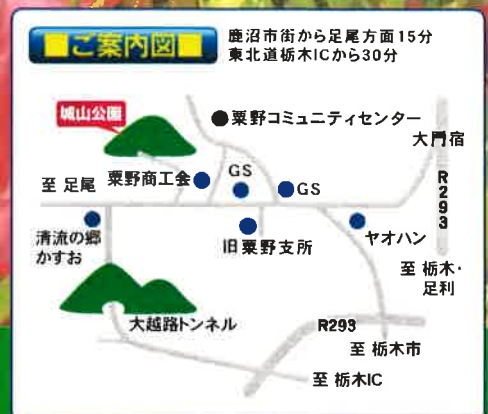 ■ご案内図■
鹿沼市街から足尾方面15分
東北道栃木ICから30分
城山公園
●粟野コミュニティセンター
大門宿
至 足尾
粟野商工会
GS
GS
R293
清流の郷
かすお
旧粟野支所
ヤオハン
至 栃木・
足利
大越路トンネル
R293
至 栃木市
至 栃木IC